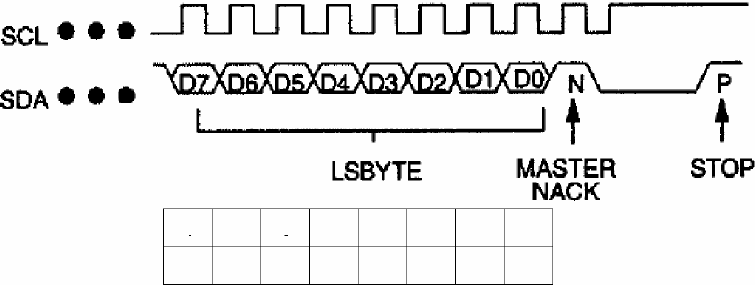 SCL
D7 D6 D5 D4 D3 D2 D1 D0 N P
SDA
LSBYTE MASTER STOP
NACK